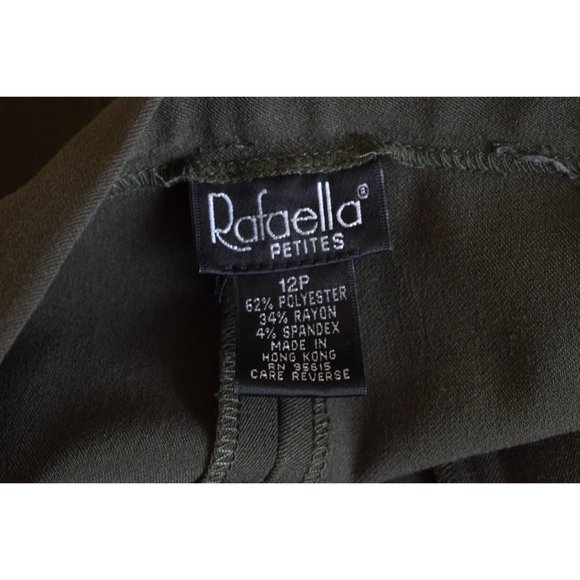 Rafaella®
PETITES
12P
62% POLYESTER
34% RAYON
4% SPANDEX
MADE IN
HONG KONG
RN 95615
CARE REVERSE